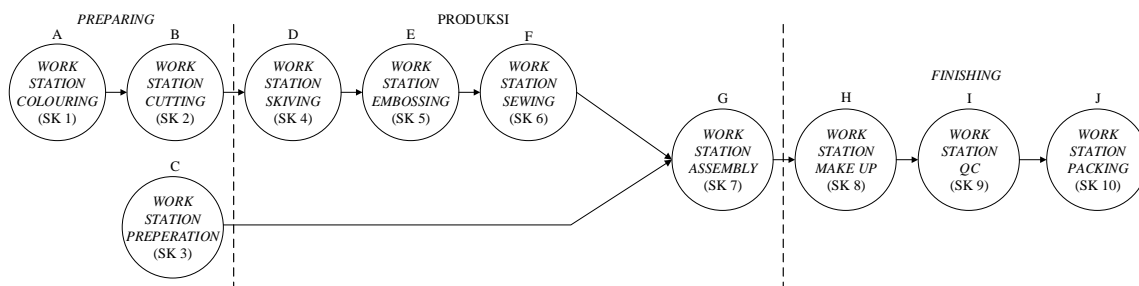 PREPARING
PRODUKSI
FINISHING
A
WORK
STATION
COLOURING
(SK 1)
B
WORK
STATION
CUTTING
(SK 2)
D
WORK
STATION
SKIVING
(SK 4)
E
WORK
STATION
EMBOSSING
(SK 5)
F
WORK
STATION
SEWING
(SK 6)
C
WORK
STATION
PREPERATION
(SK 3)
G
WORK
STATION
ASSEMBLY
(SK 7)
H
WORK
STATION
MAKE UP
(SK 8)
I
WORK
STATION
QC
(SK 9)
J
WORK
STATION
PACKING
(SK 10)